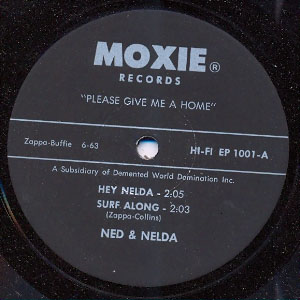 MOXIE®
RECORDS
"PLEASE GIVE ME A HOME"
Zappa-Buffie 6-63
HI-FI EP 1001-A
A Subsidiary of Demented World Domination Inc.
HEY NELDA - 2:05
SURF ALONG - 2:03
(Zappa-Collins)
NED & NELDA